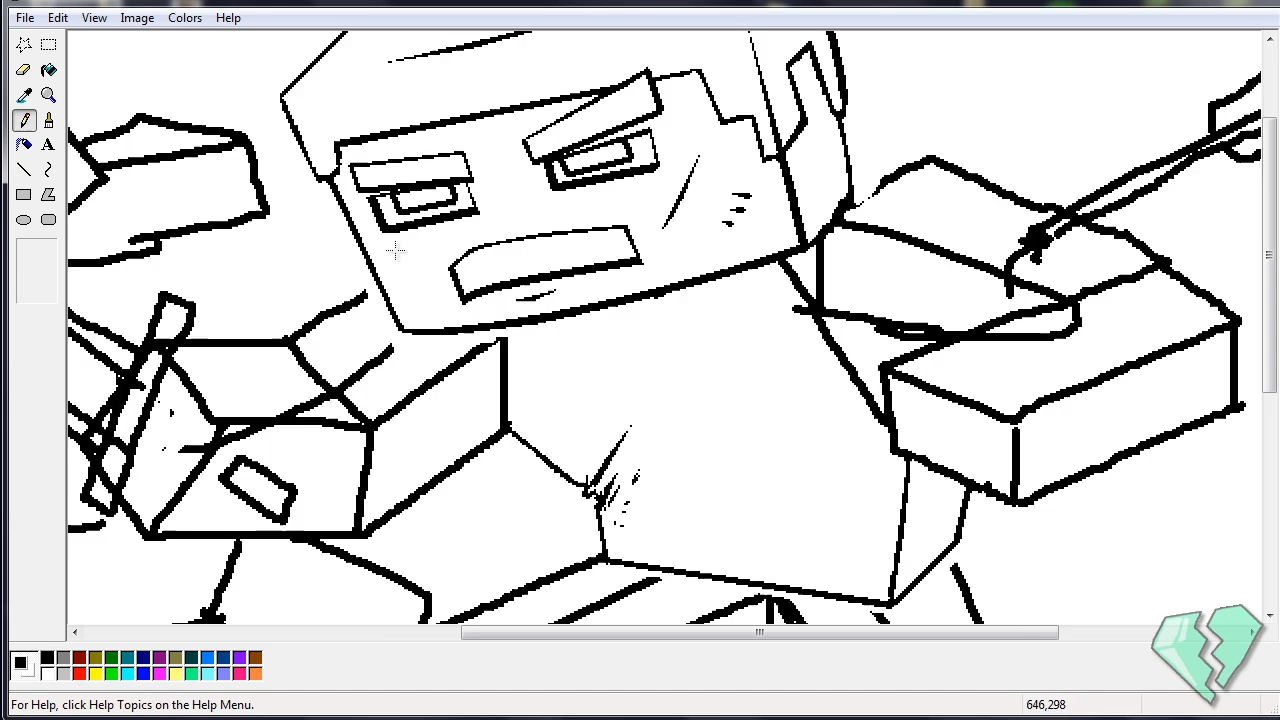 File Edit View Image Colors Help
A
For Help, click Help Topics on the Help Menu.
646,298